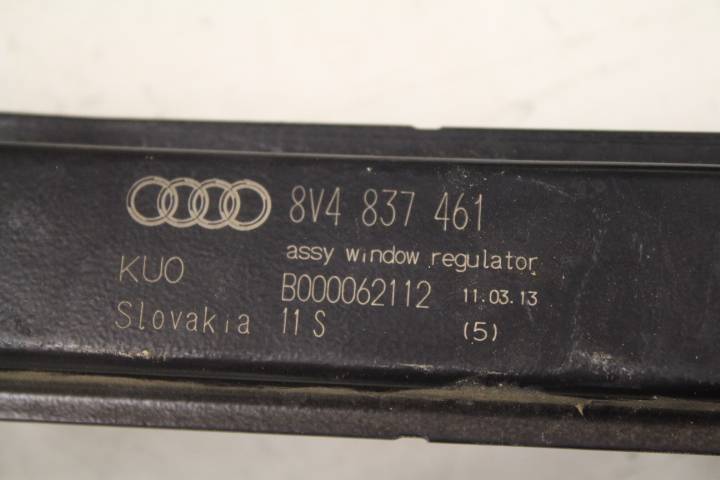 8V4 837 461
assy window regulator
KUO B000062112 11.03.13
Slovakia 11 S (5)